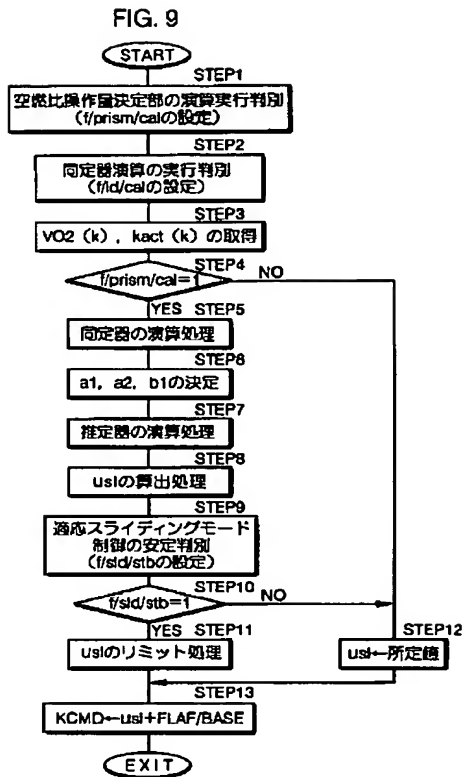 FIG. 9
START
STEP1
空燃比操作量決定部の演算実行判別
(f/prism/calの設定)
STEP2
同定器演算の実行判別
(f/id/calの設定)
STEP3
VO2 (k) , kact (k) の取得
STEP4
f/prism/cal=1
NO
YES
STEP5
同定器の演算処理
STEP6
a1, a2, b1の決定
STEP7
推定器の演算処理
STEP8
uslの算出処理
STEP9
適応スライディングモード
制御の安定判別
(f/sld/stbの設定)
STEP10
f/sld/stb=1
NO
YES
STEP11
uslのリミット処理
STEP12
usl←所定値
STEP13
KCMD←usl+FLAF/BASE
EXIT